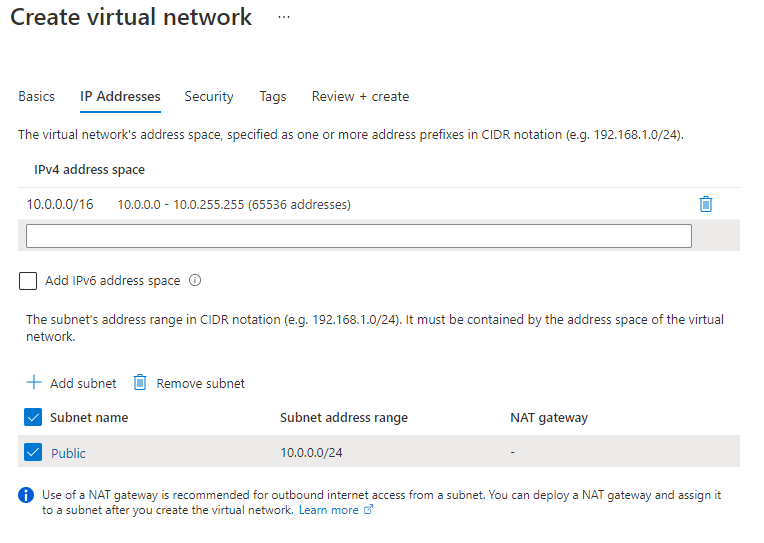 Create virtual network ...
Basics IP Addresses Security Tags Review + create
The virtual network's address space, specified as one or more address prefixes in CIDR notation (e.g. 192.168.1.0/24).
IPv4 address space
10.0.0.0/16 10.0.0.0 - 10.0.255.255 (65536 addresses)
Add IPv6 address space
The subnet's address range in CIDR notation (e.g. 192.168.1.0/24). It must be contained by the address space of the virtual
network.
Add subnet Remove subnet
Subnet name Subnet address range NAT gateway
Public 10.0.0.0/24 -
Use of a NAT gateway is recommended for outbound internet access from a subnet. You can deploy a NAT gateway and assign it
to a subnet after you create the virtual network. Learn more